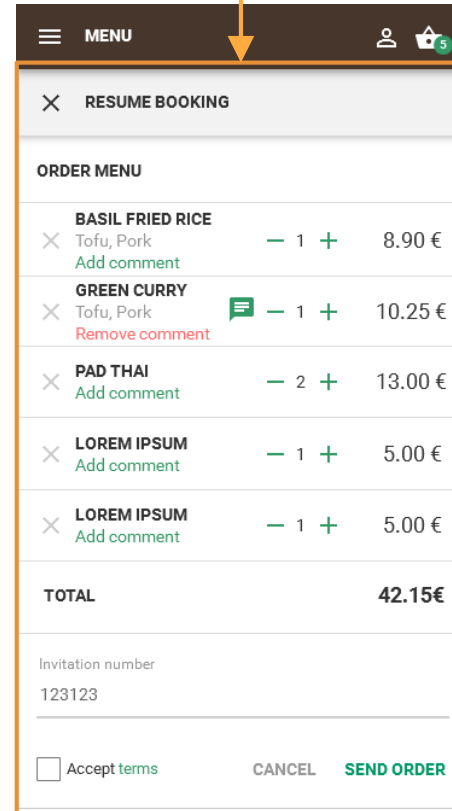 MENU
5
RESUME BOOKING
ORDER MENU
BASIL FRIED RICE
Tofu, Pork
1
8.90 €
Add comment
GREEN CURRY
Tofu, Pork
1
10.25 €
Remove comment
PAD THAI
2
13.00 €
Add comment
LOREM IPSUM
1
5.00 €
Add comment
LOREM IPSUM
1
5.00 €
Add comment
TOTAL 42.15€
Invitation number
123123
Accept terms CANCEL SEND ORDER